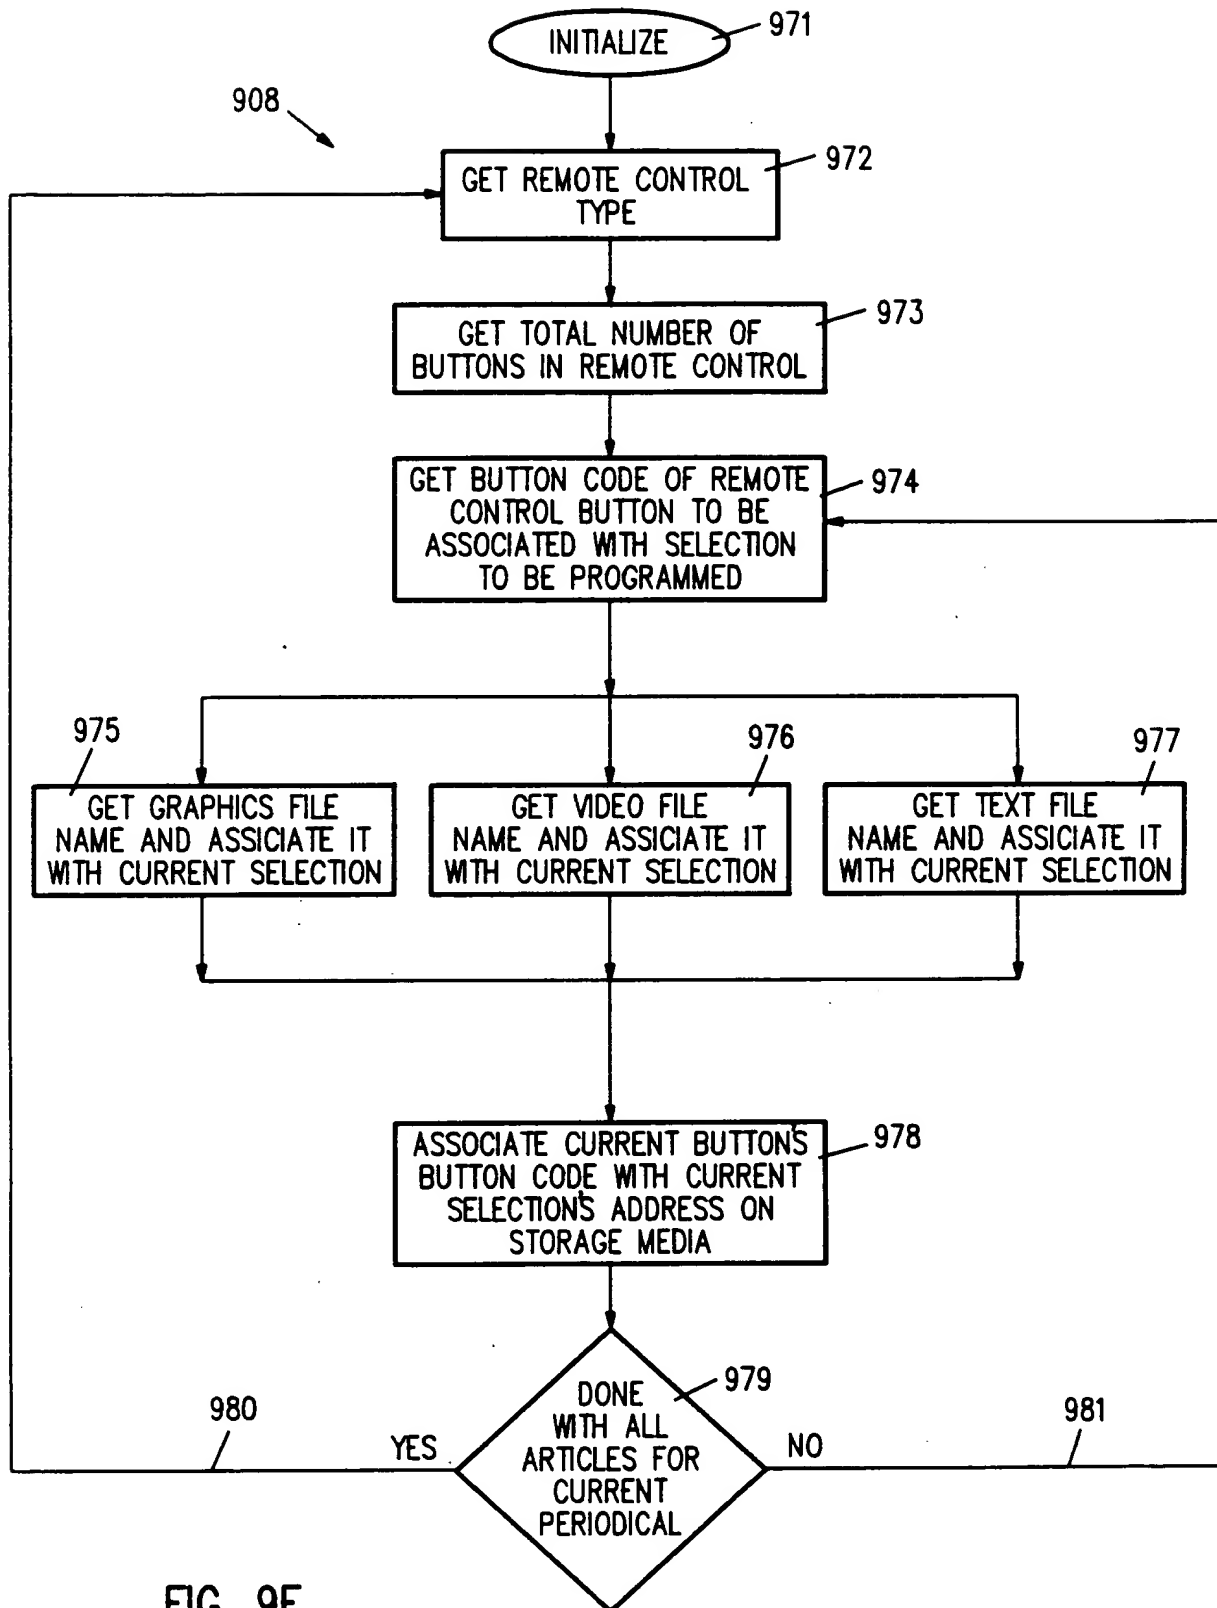 INITIALIZE
971
908
GET REMOTE CONTROL
TYPE
972
GET TOTAL NUMBER OF
BUTTONS IN REMOTE CONTROL
973
GET BUTTON CODE OF REMOTE
CONTROL BUTTON TO BE
ASSOCIATED WITH SELECTION
TO BE PROGRAMMED
974
975
GET GRAPHICS FILE
NAME AND ASSICIATE IT
WITH CURRENT SELECTION
976
GET VIDEO FILE
NAME AND ASSICIATE IT
WITH CURRENT SELECTION
977
GET TEXT FILE
NAME AND ASSICIATE IT
WITH CURRENT SELECTION
ASSOCIATE CURRENT BUTTON'S
BUTTON CODE WITH CURRENT
SELECTION'S ADDRESS ON
STORAGE MEDIA
978
DONE
WITH ALL
ARTICLES FOR
CURRENT
PERIODICAL
979
980
YES
NO
981